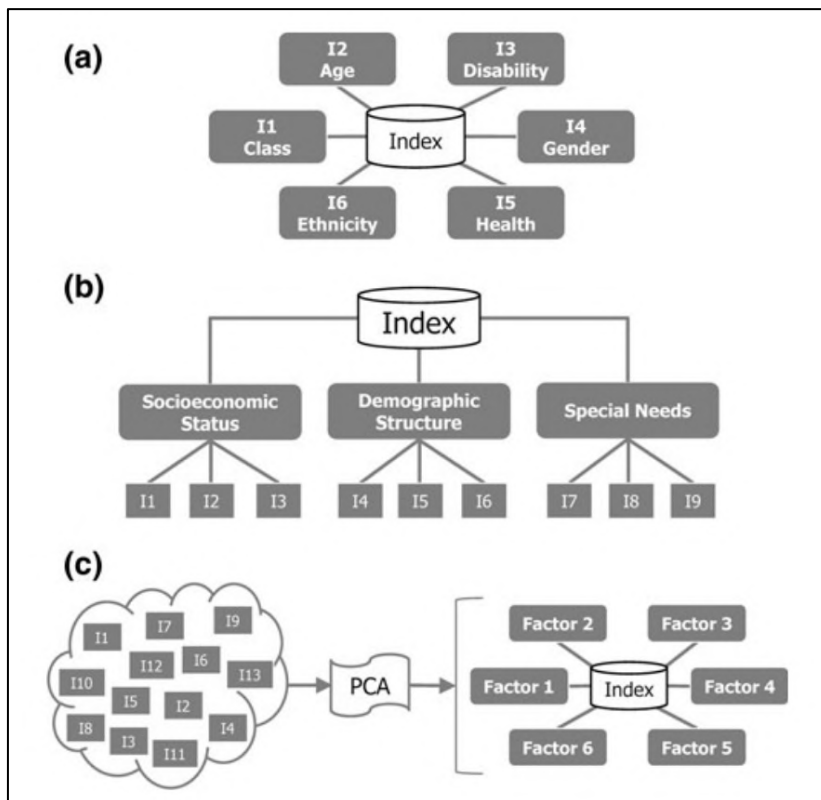 (a)
I2
Age
I3
Disability
I1
Class
Index
I4
Gender
I6
Ethnicity
I5
Health
(b)
Index
Socioeconomic
Status
Demographic
Structure
Special Needs
I1 I2 I3 I4 I5 I6 I7 I8 I9
(c)
I1 I7 I9
I10 I12 I6 I13
I5 I2
I8 I3 I11 I4
PCA
Factor 2 Factor 3
Factor 1 Index Factor 4
Factor 6 Factor 5